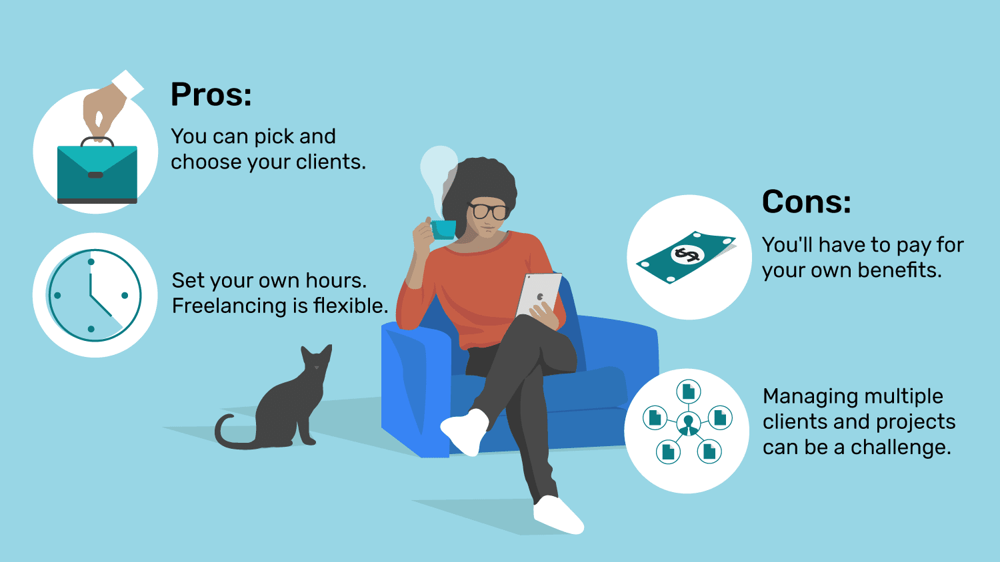 Pros:
You can pick and
choose your clients.
Set your own hours.
Freelancing is flexible.
Cons:
You'll have to pay for
your own benefits.
$
Managing multiple
clients and projects
can be a challenge.